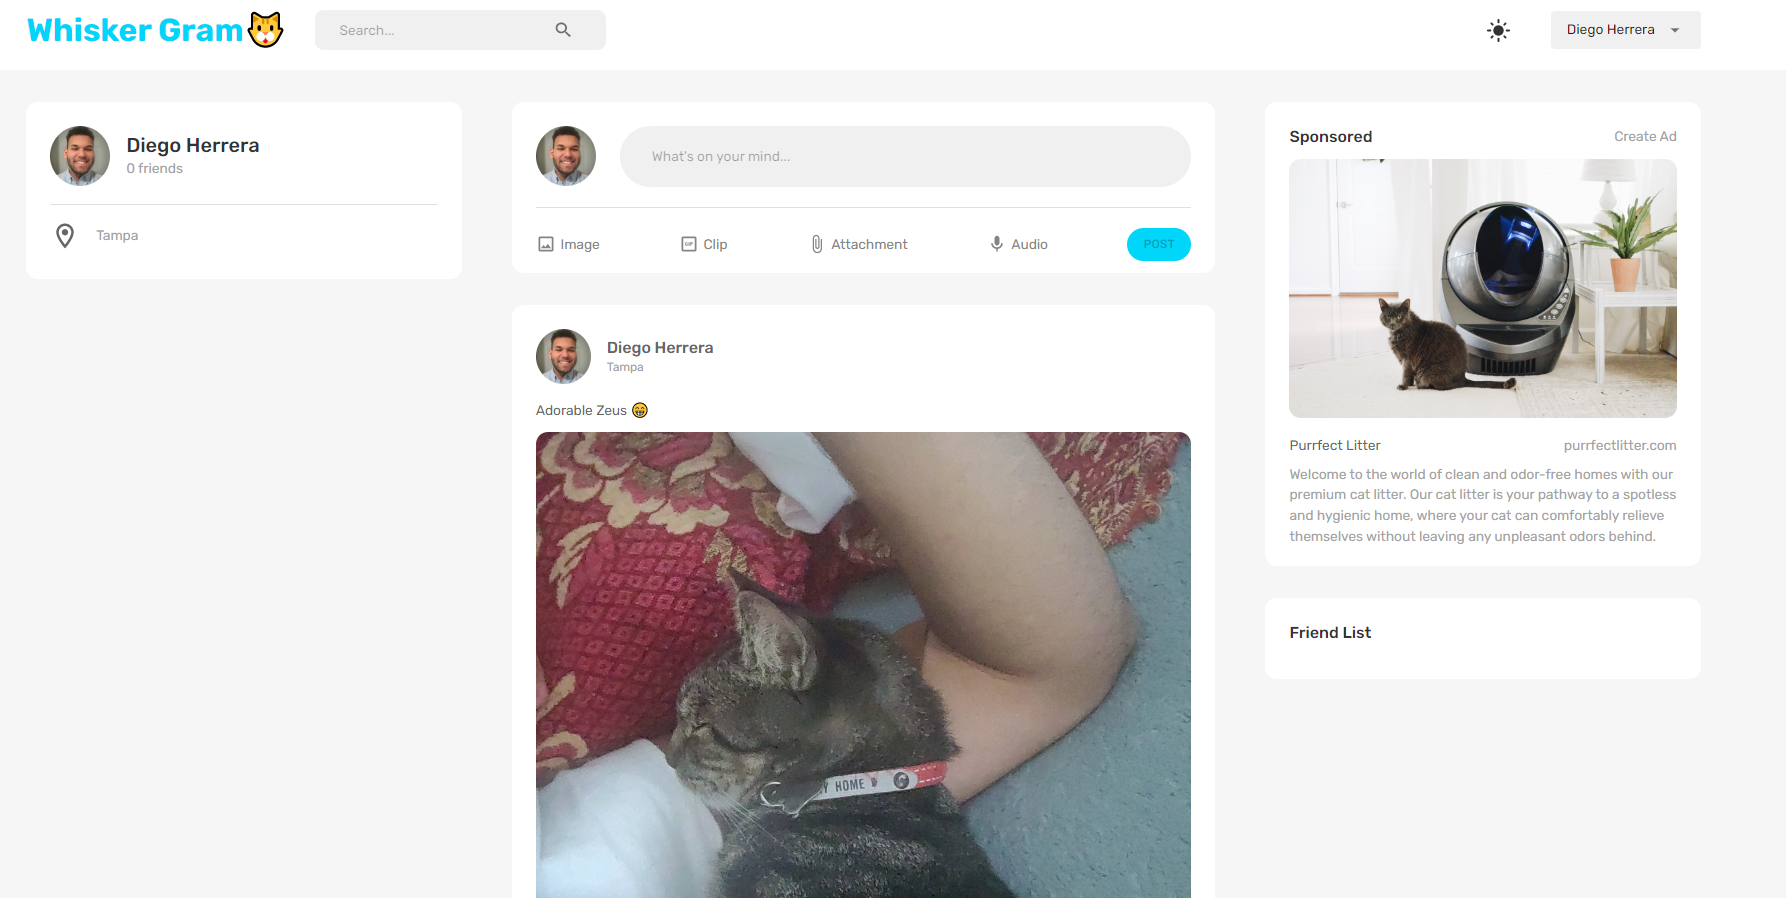 Whisker Gram
Search...
Diego Herrera
Diego Herrera
0 friends
Tampa
What's on your mind...
Image
GIF
Clip
Attachment
Audio
POST
Diego Herrera
Tampa
Adorable Zeus 😁
HOME
Sponsored
Create Ad
Purrfect Litter
purrfectlitter.com
Welcome to the world of clean and odor-free homes with our
premium cat litter. Our cat litter is your pathway to a spotless
and hygienic home, where your cat can comfortably relieve
themselves without leaving any unpleasant odors behind.
Friend List